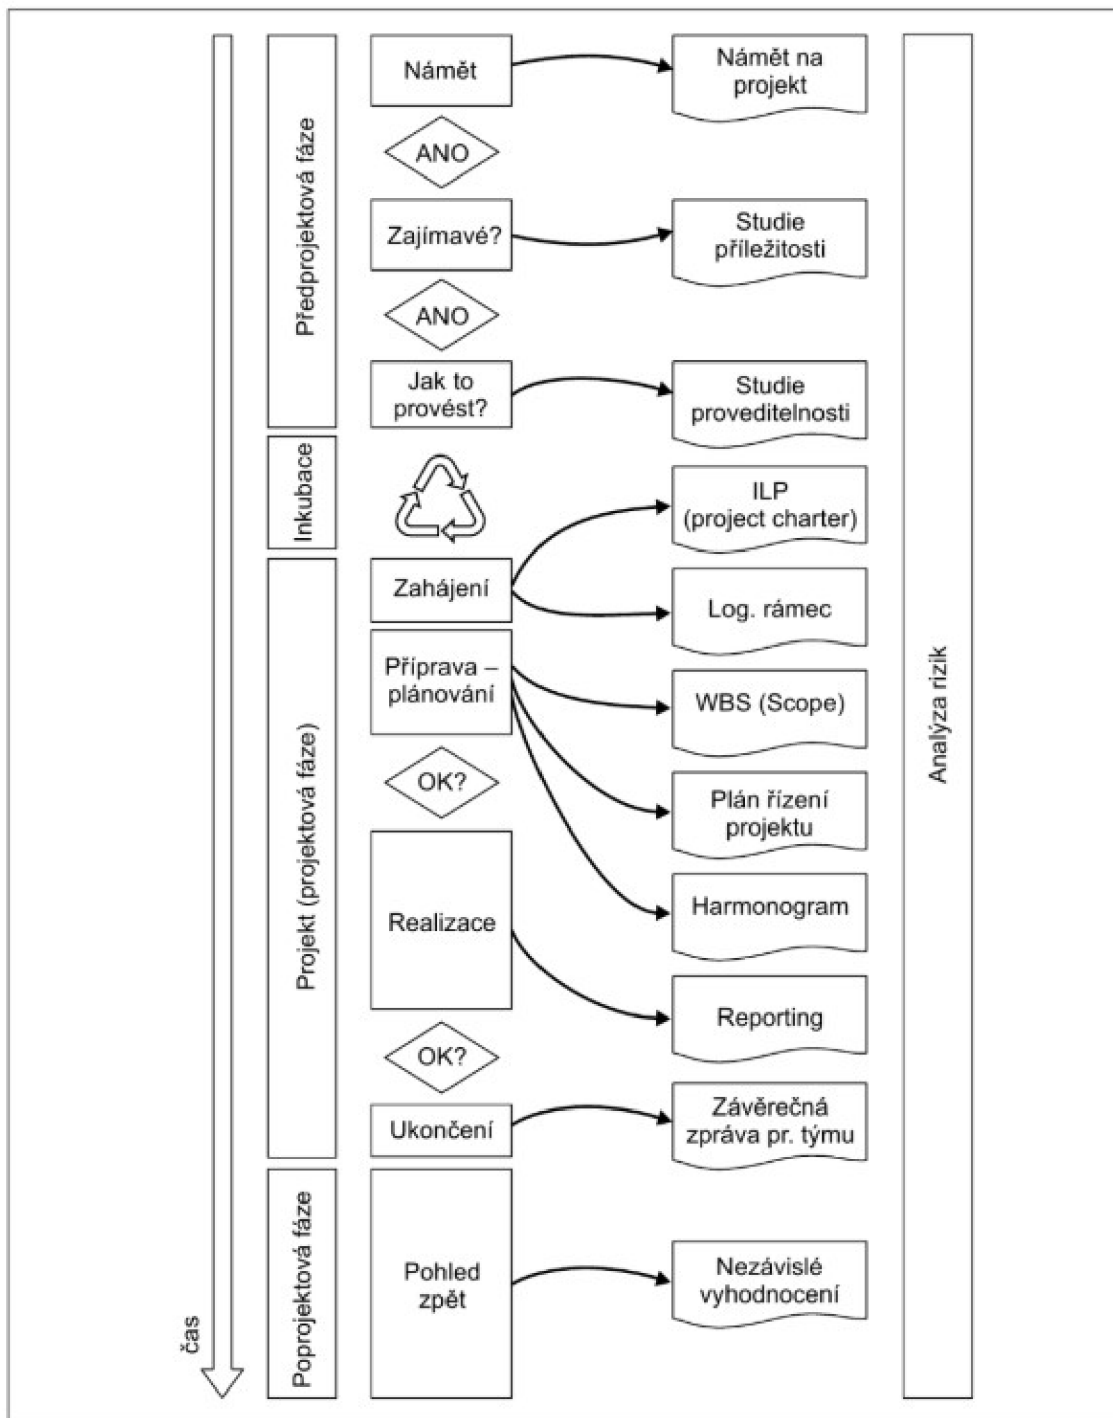 Předprojektová fáze
Námět
Námět na
projekt
ANO
Zajímavé?
Studie
příležitosti
ANO
Jak to
provést?
Studie
proveditelnosti
Inkubace
ILP
(project charter)
Projekt (projektová fáze)
Zahájení
Log. rámec
Příprava –
plánování
WBS (Scope)
OK?
Plán řízení
projektu
Realizace
Harmonogram
Reporting
OK?
Ukončení
Závěrečná
zpráva pr. týmu
Poprojektová fáze
Pohled
zpět
Nezávislé
vyhodnocení
čas
Analýza rizik